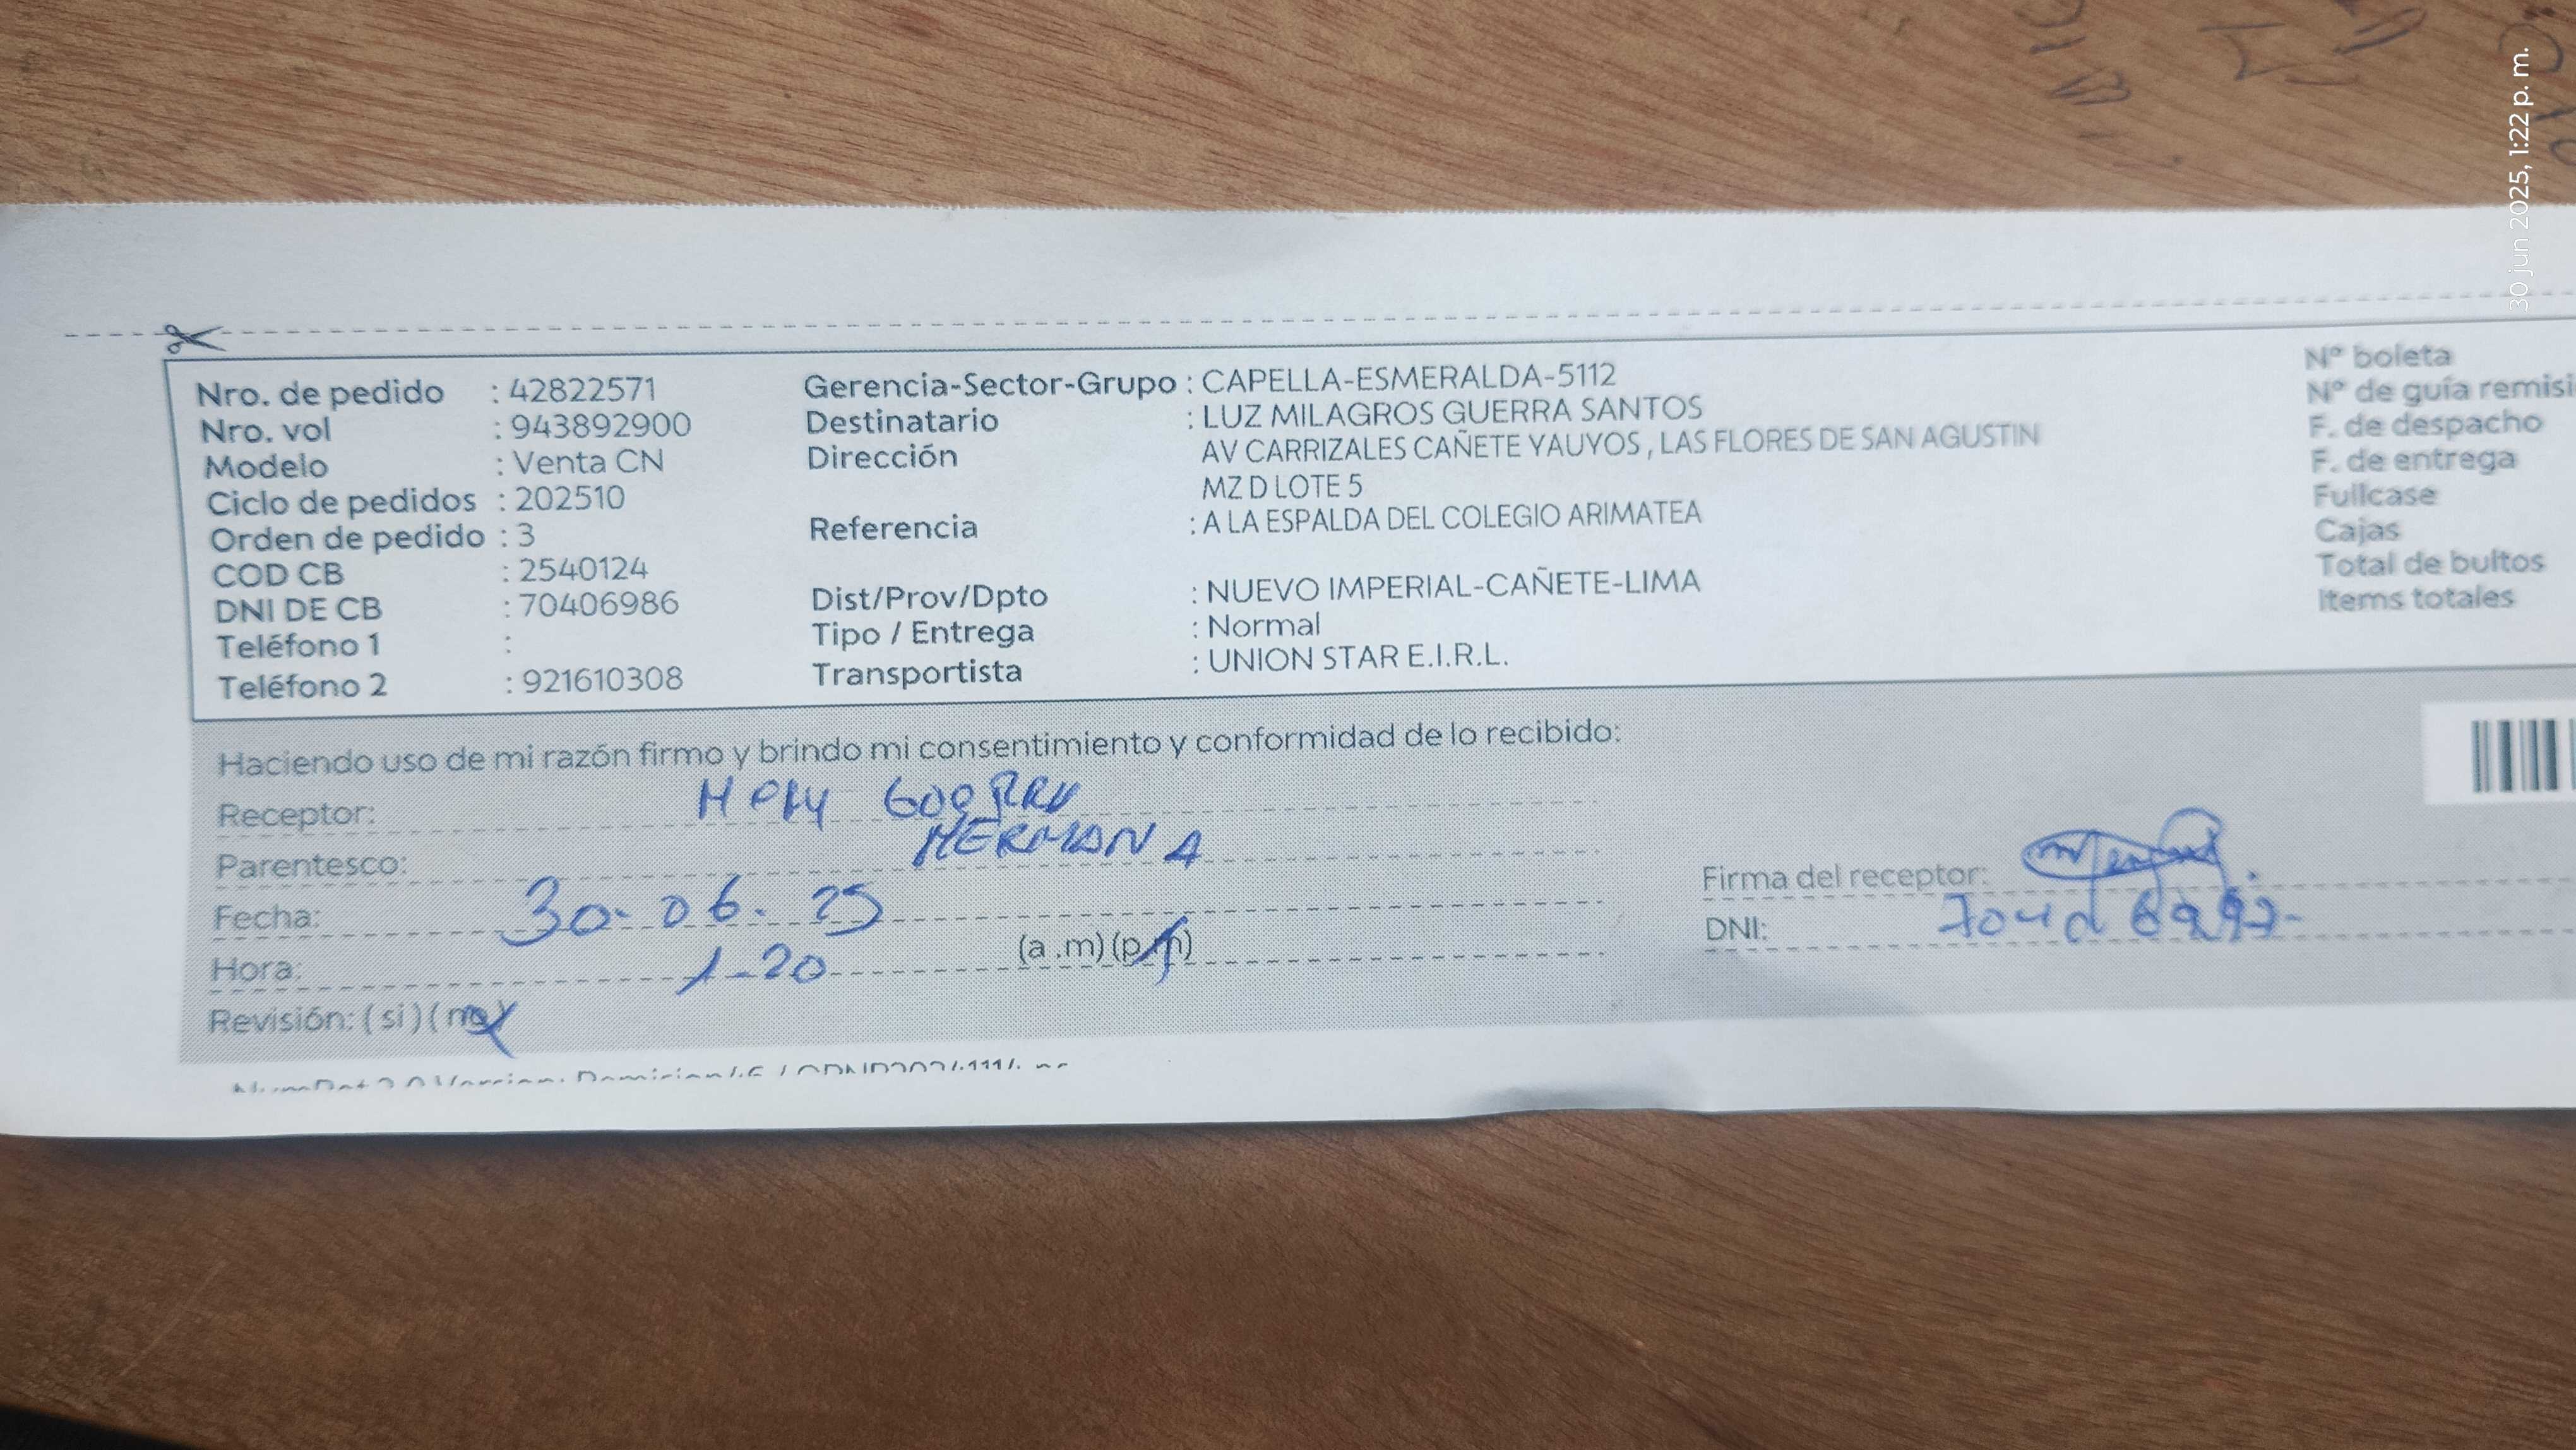 30 jun 2025, 1:22 p. m.
Nro. de pedido : 42822571
Nro. vol : 943892900
Modelo : Venta CN
Ciclo de pedidos : 202510
Orden de pedido : 3
COD CB : 2540124
DNI DE CB : 70406986
Teléfono 1 :
Teléfono 2 : 921610308
Gerencia-Sector-Grupo : CAPELLA-ESMERALDA-5112
Destinatario : LUZ MILAGROS GUERRA SANTOS
Dirección AV CARRIZALES CAÑETE YAUYOS , LAS FLORES DE SAN AGUSTIN
MZ D LOTE 5
Referencia : A LA ESPALDA DEL COLEGIO ARIMATEA
Dist/Prov/Dpto : NUEVO IMPERIAL-CAÑETE-LIMA
Tipo / Entrega : Normal
Transportista : UNION STAR E.I.R.L.
Nº boleta
Nº de guía remisi
F. de despacho
F. de entrega
Fullcase
Cajas
Total de bultos
Items totales
Haciendo uso de mi razón firmo y brindo mi consentimiento y conformidad de lo recibido:
Receptor:
Parentesco: HERMANA
Fecha: 30-06-25
Hora: 1-20 (a .m) (p.m)
Revisión: ( si ) ( no )
Firma del receptor:
DNI: